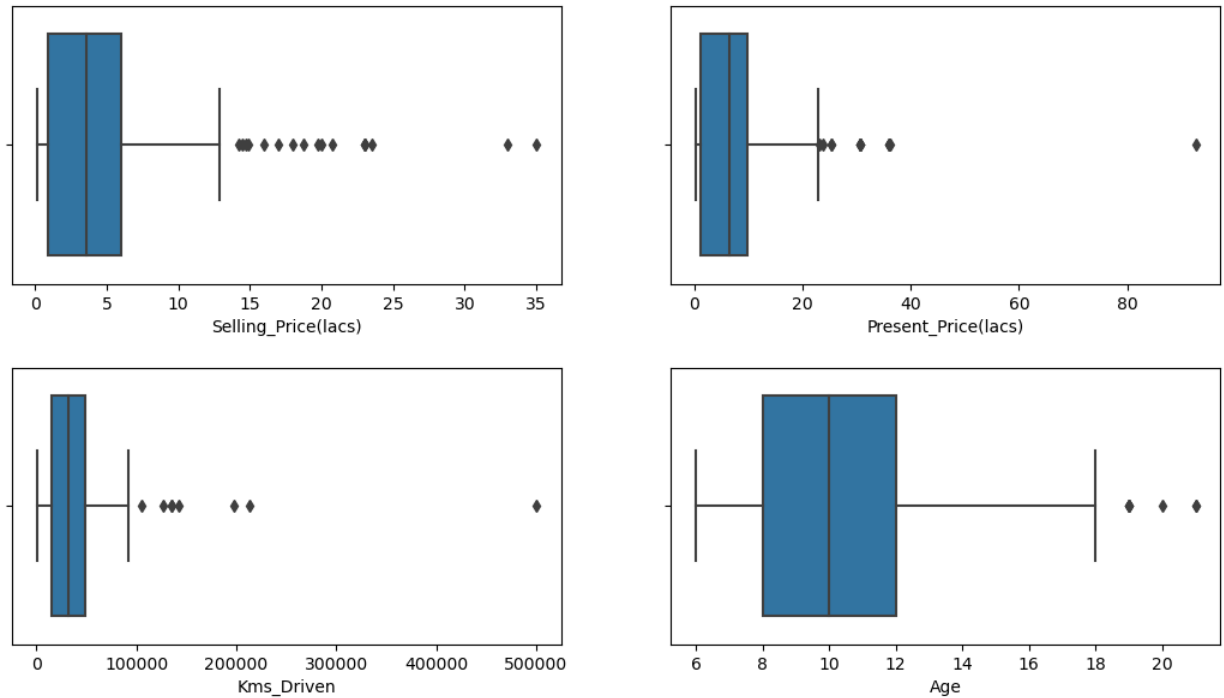 0 5 10 15 20 25 30 35
Selling_Price(lacs)
0 20 40 60 80
Present_Price(lacs)
0 100000 200000 300000 400000 500000
Kms_Driven
6 8 10 12 14 16 18 20
Age